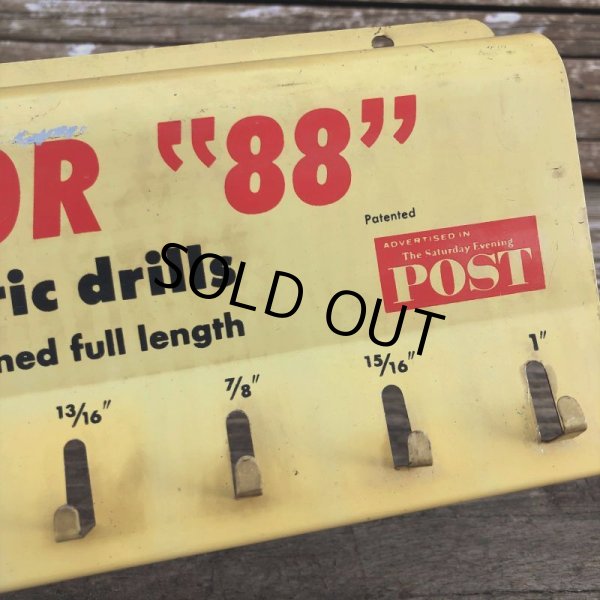 OR "88"
Patented
ADVERTISED IN
The Saturday Evening
POST
ric drills
ned full length
SOLD OUT
13/16" 7/8" 15/16" 1"